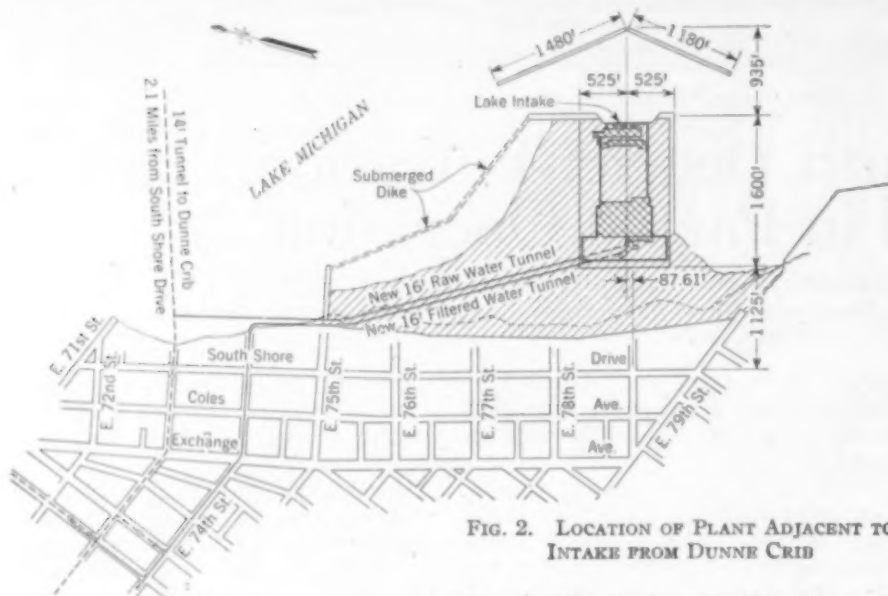 1480'
1180'
935'
525'
525'
Lake Intake
LAKE MICHIGAN
Submerged
Dike
14' Tunnel to Dunne Crib
2.1 Miles from South Shore Drive
1600'
New 16' Raw Water Tunnel
New 16' Filtered Water Tunnel
87.61'
1125'
E. 71st St.
E. 72nd St.
South Shore
Drive
E. 75th St.
E. 76th St.
E. 77th St.
E. 78th St.
E. 79th St.
Coles
Ave.
Exchange
Ave.
E. 74th St.
FIG. 2. LOCATION OF PLANT ADJACENT TO
INTAKE FROM DUNNE CRIB